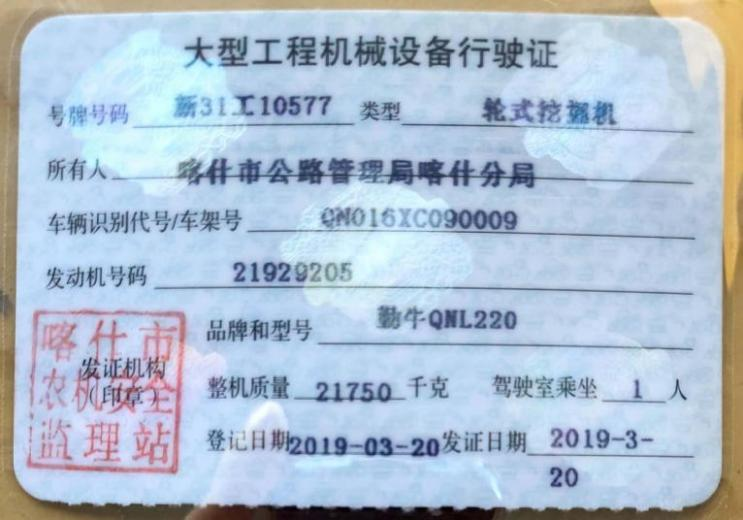 大型工程机械设备行驶证
号牌号码 新31工10577 类型 轮式挖掘机
所有人 喀什市公路管理局喀什分局
车辆识别代号/车架号 QN016XC090009
发动机号码 21929205
品牌和型号 勤牛QNL220
喀什市
农机安全
监理站
发证机构
（印章）
整机质量 21750 千克 驾驶室乘坐 1 人
登记日期2019-03-20发证日期 2019-3-
20